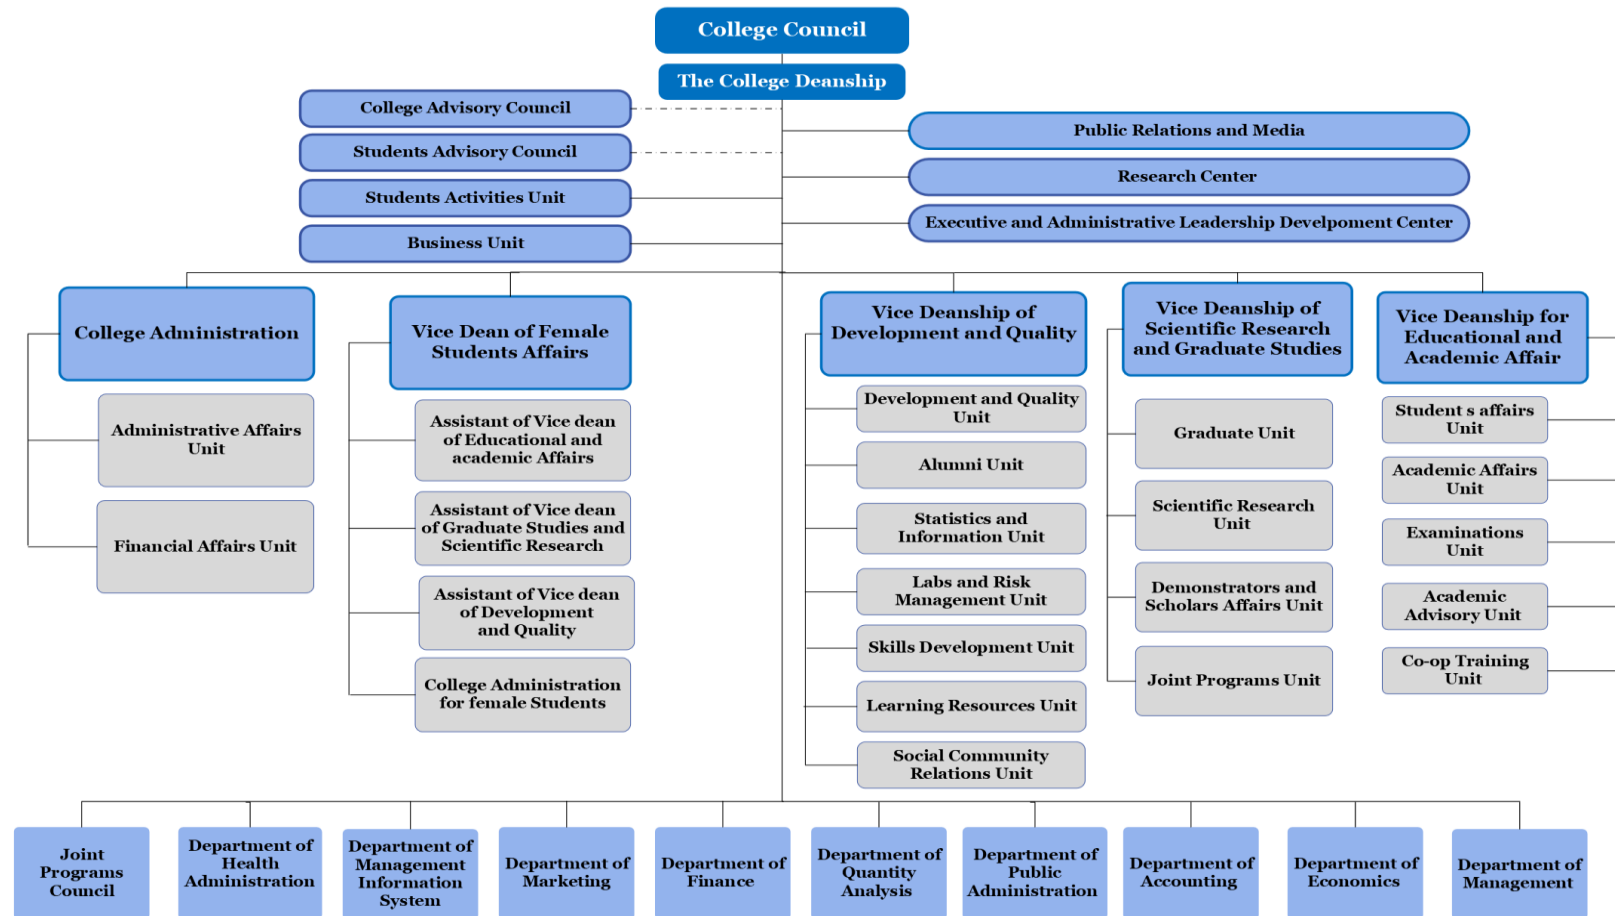 College Council
The College Deanship
College Advisory Council
Students Advisory Council
Students Activities Unit
Business Unit
Public Relations and Media
Research Center
Executive and Administrative Leadership Develpoment Center
College Administration
Administrative Affairs
Unit
Financial Affairs Unit
Vice Dean of Female
Students Affairs
Assistant of Vice dean
of Educational and
academic Affairs
Assistant of Vice dean
of Graduate Studies and
Scientific Research
Assistant of Vice dean
of Development
and Quality
College Administration
for female Students
Vice Deanship of
Development and Quality
Development and Quality
Unit
Alumni Unit
Statistics and
Information Unit
Labs and Risk
Management Unit
Skills Development Unit
Learning Resources Unit
Social Community
Relations Unit
Vice Deanship of
Scientific Research
and Graduate Studies
Graduate Unit
Scientific Research
Unit
Demonstrators and
Scholars Affairs Unit
Joint Programs Unit
Vice Deanship for
Educational and
Academic Affair
Student s affairs
Unit
Academic Affairs
Unit
Examinations
Unit
Academic
Advisory Unit
Co-op Training
Unit
Joint
Programs
Council
Department of
Health
Administration
Department of
Management
Information
System
Department of
Marketing
Department of
Finance
Department of
Quantity
Analysis
Department of
Public
Administration
Department of
Accounting
Department of
Economics
Department of
Management